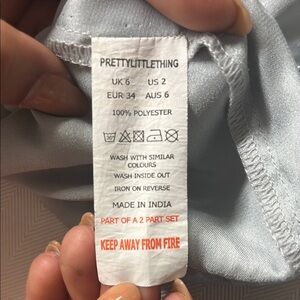 PRETTYLITTLETHING
UK 6 US 2
EUR 34 AUS 6
100% POLYESTER
WASH WITH SIMILAR
COLOURS
WASH INSIDE OUT
IRON ON REVERSE
MADE IN INDIA
PART OF A 2 PART SET
KEEP AWAY FROM FIRE